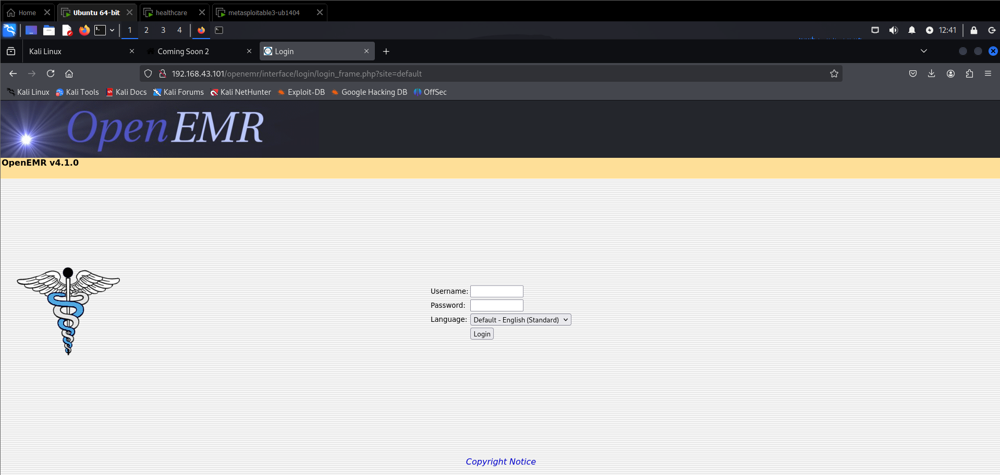 Home
Ubuntu 64-bit
healthcare
metasploitable3-ub1404
1 2 3 4
12:41
Kali Linux
Coming Soon 2
Login
192.168.43.101/openemr/interface/login/login_frame.php?site=default
Kali Linux Kali Tools Kali Docs Kali Forums Kali NetHunter Exploit-DB Google Hacking DB OffSec
OpenEMR
OpenEMR v4.1.0
Username:
Password:
Language: Default - English (Standard)
Login
Copyright Notice